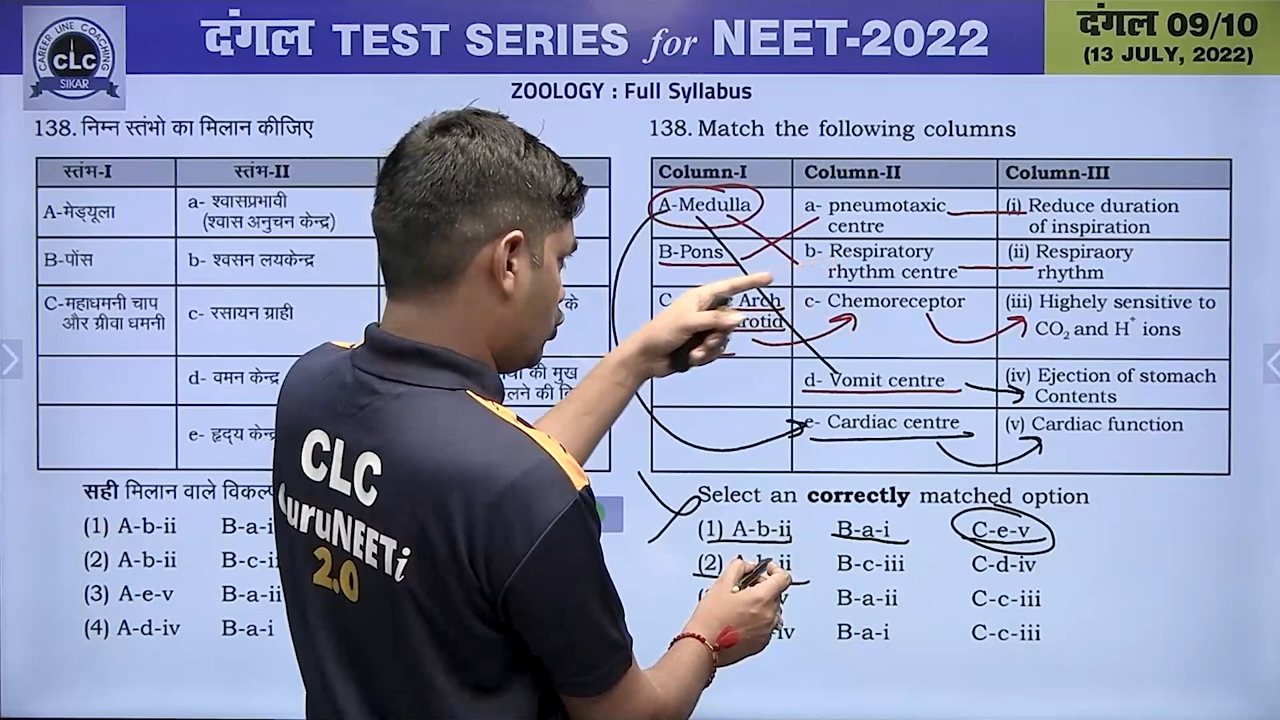 CAREER LINE COACHING
CLC
SIKAR
दंगल TEST SERIES for NEET-2022
दंगल 09/10
(13 JULY, 2022)
ZOOLOGY : Full Syllabus
138. निम्न स्तंभो का मिलान कीजिए
स्तंभ-I स्तंभ-II
A-मेड्यूला a- श्वासप्रभावी
(श्वास अनुचन केन्द्र)
B-पोंस b- श्वसन लयकेन्द्र
C-महाधमनी चाप
और ग्रीवा धमनी c- रसायन ग्राही के
d- वमन केन्द्र की मुख
की
e- हृदय
सही मिलान वाले
(1) A-b-ii B-a-i
(2) A-b-ii
(3) A-e-v B-a-ii
(4) A-d-iv B-a-i
138. Match the following columns
Column-I Column-II Column-III
A-Medulla a- pneumotaxic (i) Reduce duration
centre of inspiration
B-Pons b- Respiratory (ii) Respiraory
rhythm centre rhythm
Arch c- Chemoreceptor (iii) Highely sensitive to
CO₂ and H⁺ ions
d- Vomit centre (iv) Ejection of stomach
Contents
e- Cardiac centre (v) Cardiac function
Select an correctly matched option
(1) A-b-ii B-a-i C-e-v
(2) B-c-iii C-d-iv
B-a-ii C-c-iii
B-a-i C-c-iii
CLC
GuruNEETi
2.0